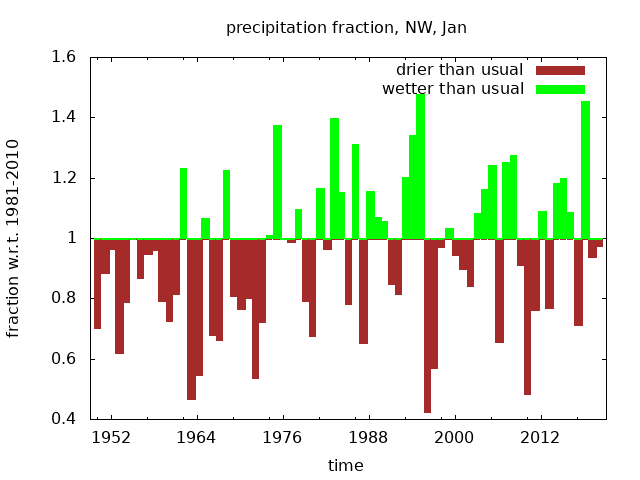 precipitation fraction, NW, Jan
drier than usual
wetter than usual
1.6
1.4
1.2
1
0.8
0.6
0.4
fraction w.r.t. 1981-2010
1952 1964 1976 1988 2000 2012
time